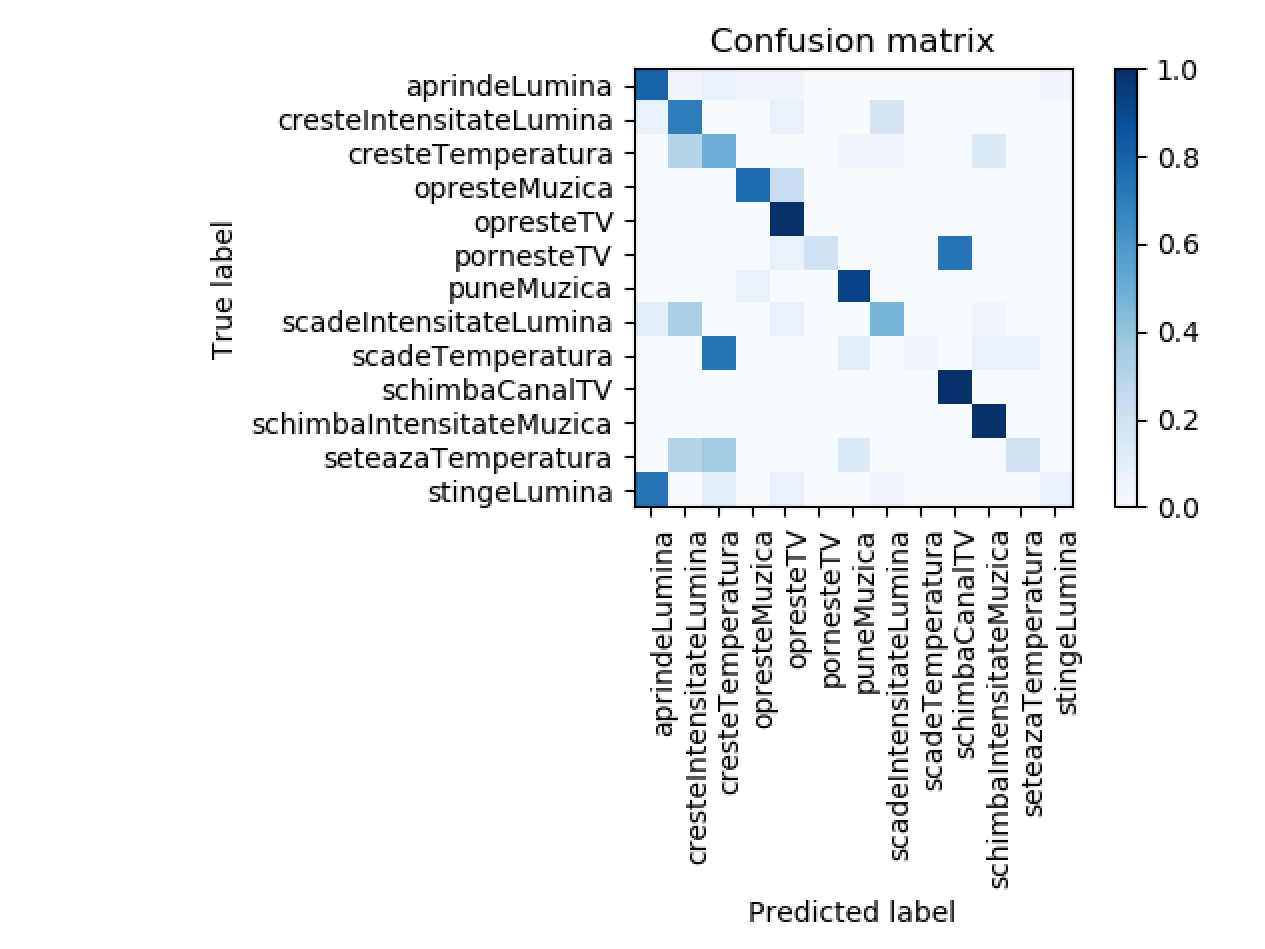 Confusion matrix
True label
aprindeLumina
cresteIntensitateLumina
cresteTemperatura
opresteMuzica
opresteTV
pornesteTV
puneMuzica
scadeIntensitateLumina
scadeTemperatura
schimbaCanalTV
schimbaIntensitateMuzica
seteazaTemperatura
stingeLumina
1.0
0.8
0.6
0.4
0.2
0.0
aprindeLumina
cresteIntensitateLumina
cresteTemperatura
opresteMuzica
opresteTV
pornesteTV
puneMuzica
scadeIntensitateLumina
scadeTemperatura
schimbaCanalTV
schimbaIntensitateMuzica
seteazaTemperatura
stingeLumina
Predicted label